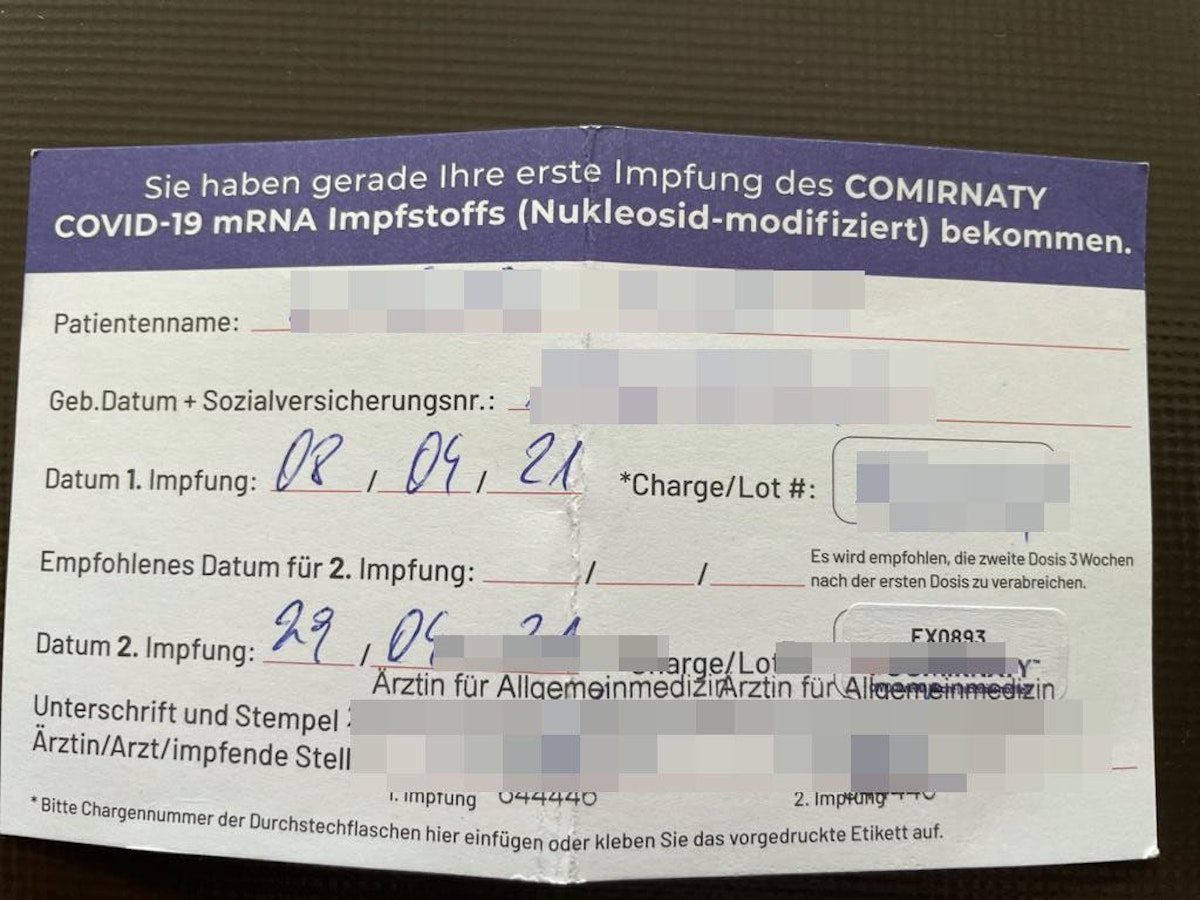 Sie haben gerade Ihre erste Impfung des COMIRNATY
COVID-19 mRNA Impfstoffs (Nukleosid-modifiziert) bekommen.
Patientenname:
Geb.Datum + Sozialversicherungsnr.:
Datum 1. Impfung: 08 / 04 / 21 *Charge/Lot #:
Empfohlenes Datum für 2. Impfung: / /
Es wird empfohlen, die zweite Dosis 3 Wochen
nach der ersten Dosis zu verabreichen.
Datum 2. Impfung: 29 / 04 21 Charge/Lot
EX0893
COMIRNATY™
Ärztin für Allgemeinmedizin Ärztin für Allgemeinmedizin
Unterschrift und Stempel
Ärztin/Arzt/impfende Stell
1. Impfung 2. Impfung
* Bitte Chargennummer der Durchstechflaschen hier einfügen oder kleben Sie das vorgedruckte Etikett auf.